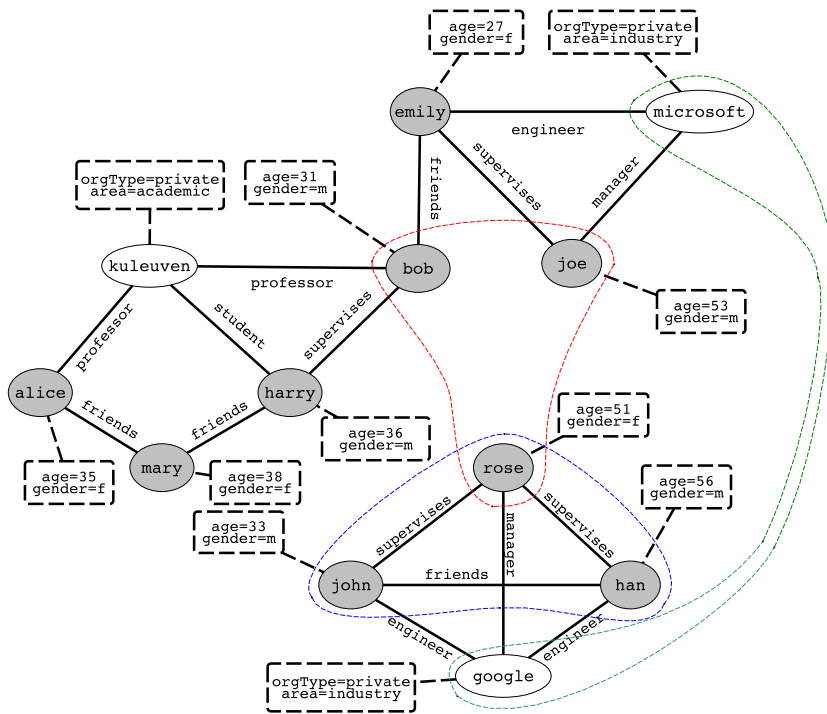 age=27
gender=f
orgType=private
area=industry
emily
microsoft
engineer
supervises
manager
friends
orgType=private
area=academic
age=31
gender=m
kuleuven
professor
bob
joe
age=53
gender=m
professor
student
supervises
alice
harry
friends
friends
age=36
gender=m
age=51
gender=f
mary
rose
age=35
gender=f
age=38
gender=f
age=56
gender=m
age=33
gender=m
supervises
manager
supervises
john
friends
han
engineer
engineer
google
orgType=private
area=industry